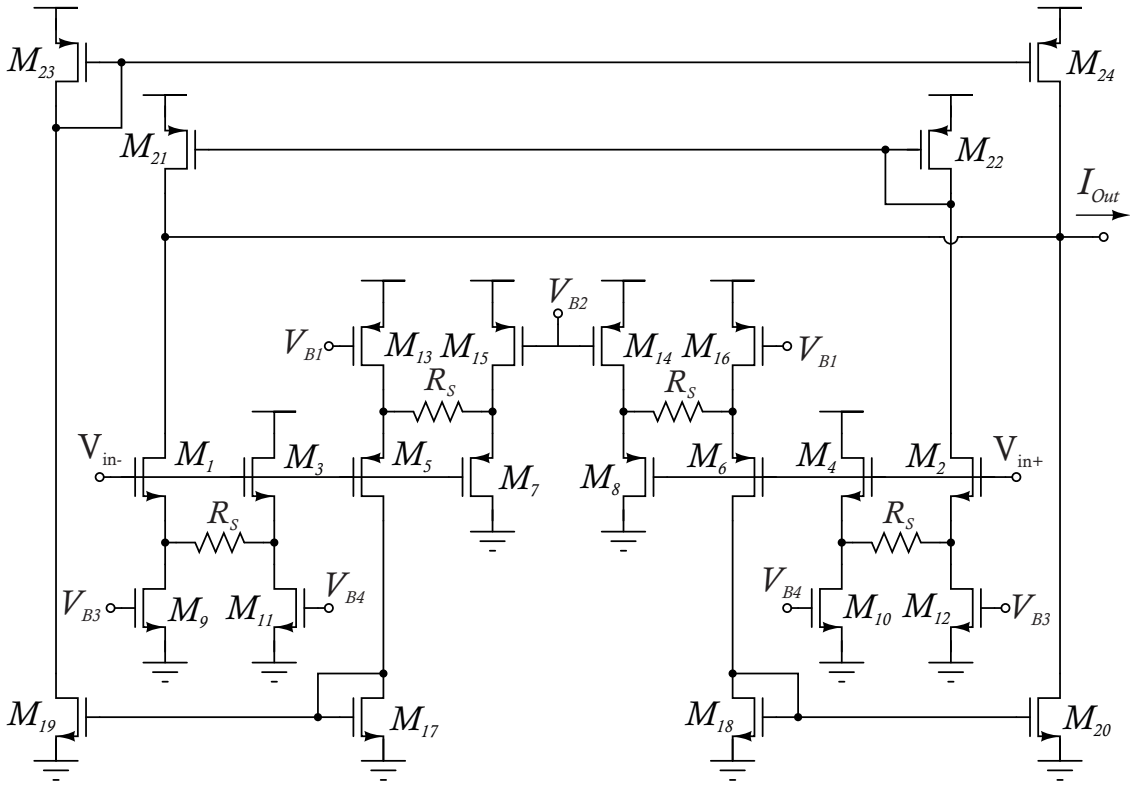 M23
M24
M21
M22
IOut
VB2
VB1
M13
M15
M14
M16
VB1
RS
RS
Vin-
M1
M3
M5
M7
M8
M6
M4
M2
Vin+
RS
RS
VB3
M9
M11
VB4
VB4
M10
M12
VB3
M19
M17
M18
M20